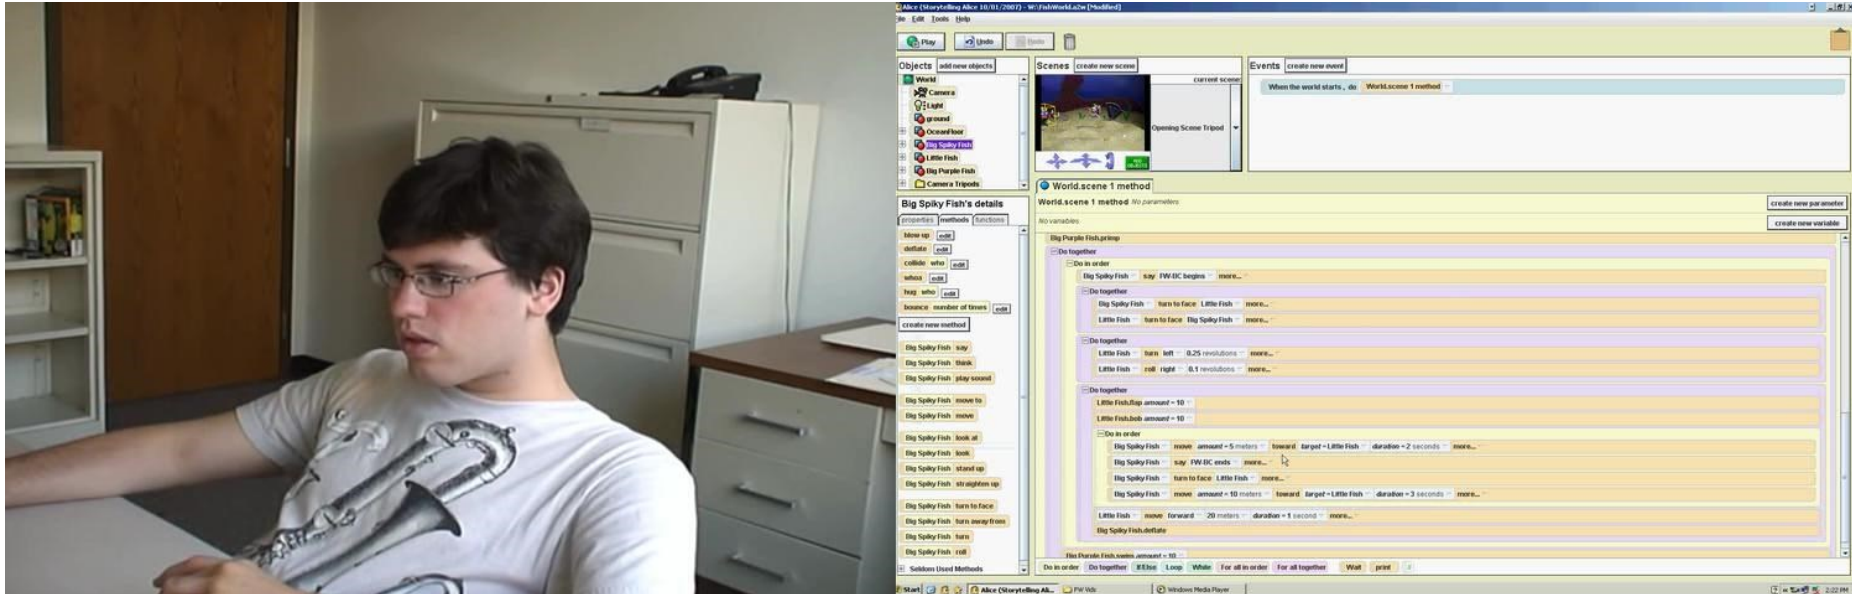 Alice (Storytelling Alice 10/01/2007) - W:\FishWorld.a2w [Modified]
File Edit Tools Help
Play Undo Redo
Objects add new objects
World
Camera
Light
ground
OceanFloor
Big Spiky Fish
Little Fish
Big Purple Fish
Camera Tripods
Scenes create new scene
current scene:
Opening Scene Tripod
Events create new event
When the world starts, do World.scene 1 method
Big Spiky Fish's details
properties methods functions
blow up edit
deflate edit
collide who edit
whoa edit
hug who edit
bounce number of times edit
create new method
Big Spiky Fish say
Big Spiky Fish think
Big Spiky Fish play sound
Big Spiky Fish move to
Big Spiky Fish move
Big Spiky Fish look at
Big Spiky Fish look
Big Spiky Fish stand up
Big Spiky Fish straighten up
Big Spiky Fish turn to face
Big Spiky Fish turn away from
Big Spiky Fish turn
Big Spiky Fish roll
Seldom Used Methods
World.scene 1 method
World.scene 1 method No parameters
create new parameter
No variables
create new variable
Big Purple Fish.primp
Do together
Do in order
Big Spiky Fish say FW-BC begins more...
Do together
Big Spiky Fish turn to face Little Fish more...
Little Fish turn to face Big Spiky Fish more...
Do together
Little Fish turn left 0.25 revolutions more...
Little Fish roll right 0.1 revolutions more...
Do together
Little Fish.flap amount = 10
Little Fish.bob amount = 10
Do in order
Big Spiky Fish move amount = 5 meters toward target = Little Fish duration = 2 seconds more...
Big Spiky Fish say FW-BC ends more...
Big Spiky Fish turn to face Little Fish more...
Big Spiky Fish move amount = 10 meters toward target = Little Fish duration = 3 seconds more...
Little Fish move forward 20 meters duration = 1 second more...
Big Spiky Fish.deflate
Big Purple Fish.swim amount = 10
Do in order Do together If/Else Loop While For all in order For all together Wait print //
Start Alice (Storytelling Ali... FW Vids Windows Media Player 2:22 PM